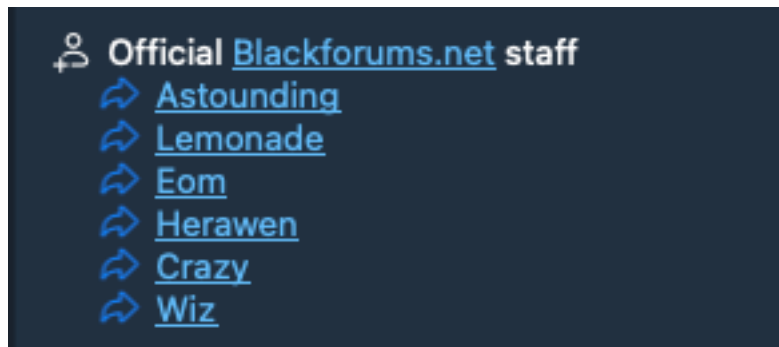 Official Blackforums.net staff
Astounding
Lemonade
Eom
Herawen
Crazy
Wiz